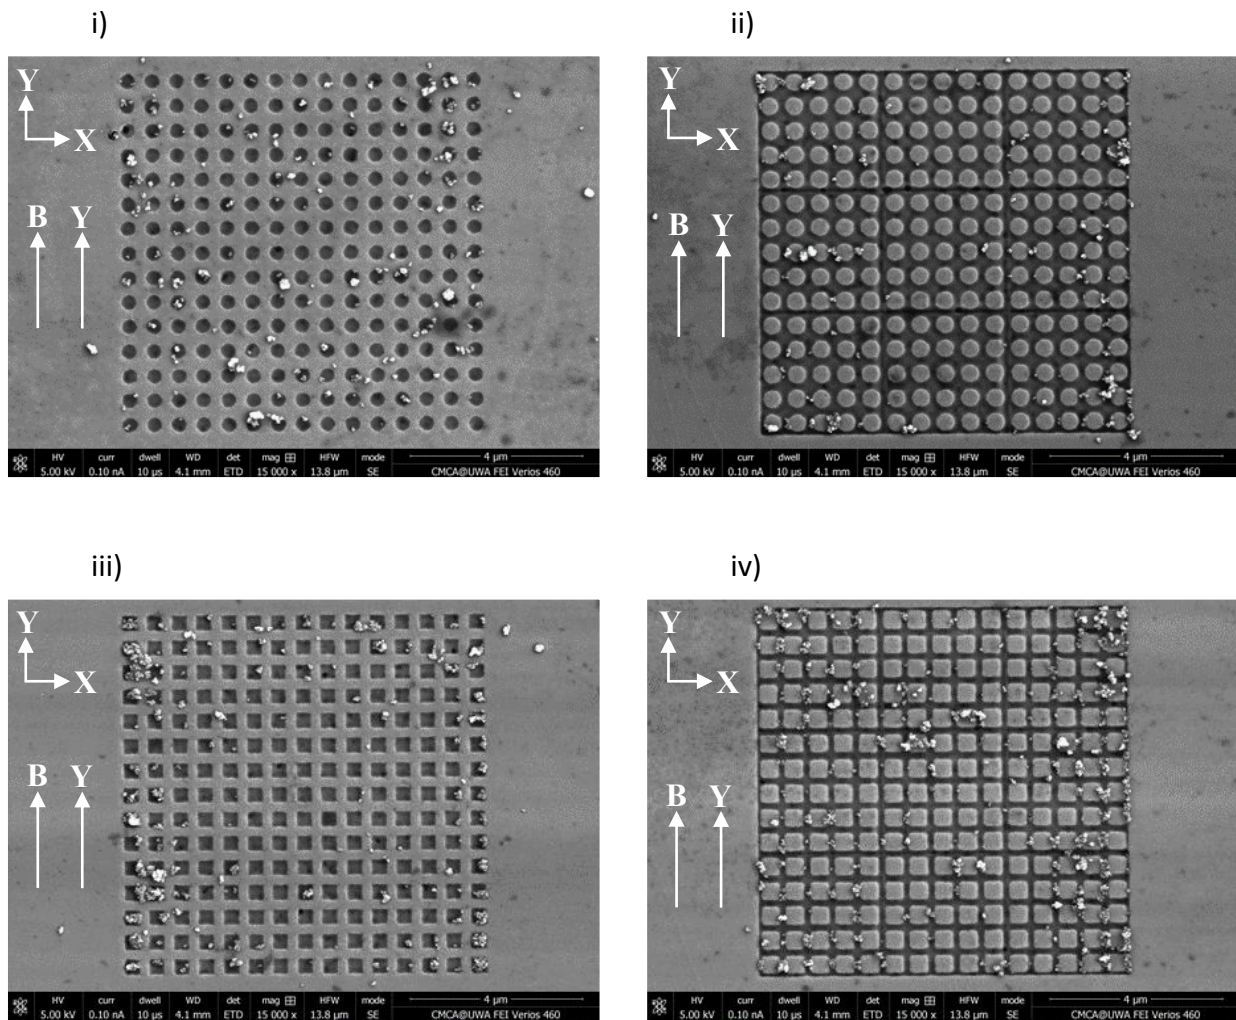 i)
ii)
Y
X
B Y
Y
X
B Y
HV curr dwell WD det mag HFW mode 4 µm
5.00 kV 0.10 nA 10 µs 4.1 mm ETD 15 000 x 13.8 µm SE CMCA@UWA FEI Verios 460
HV curr dwell WD det mag HFW mode 4 µm
5.00 kV 0.10 nA 10 µs 4.1 mm ETD 15 000 x 13.8 µm SE CMCA@UWA FEI Verios 460
iii)
iv)
Y
X
B Y
Y
X
B Y
HV curr dwell WD det mag HFW mode 4 µm
5.00 kV 0.10 nA 10 µs 4.1 mm ETD 15 000 x 13.8 µm SE CMCA@UWA FEI Verios 460
HV curr dwell WD det mag HFW mode 4 µm
5.00 kV 0.10 nA 10 µs 4.1 mm ETD 15 000 x 13.8 µm SE CMCA@UWA FEI Verios 460